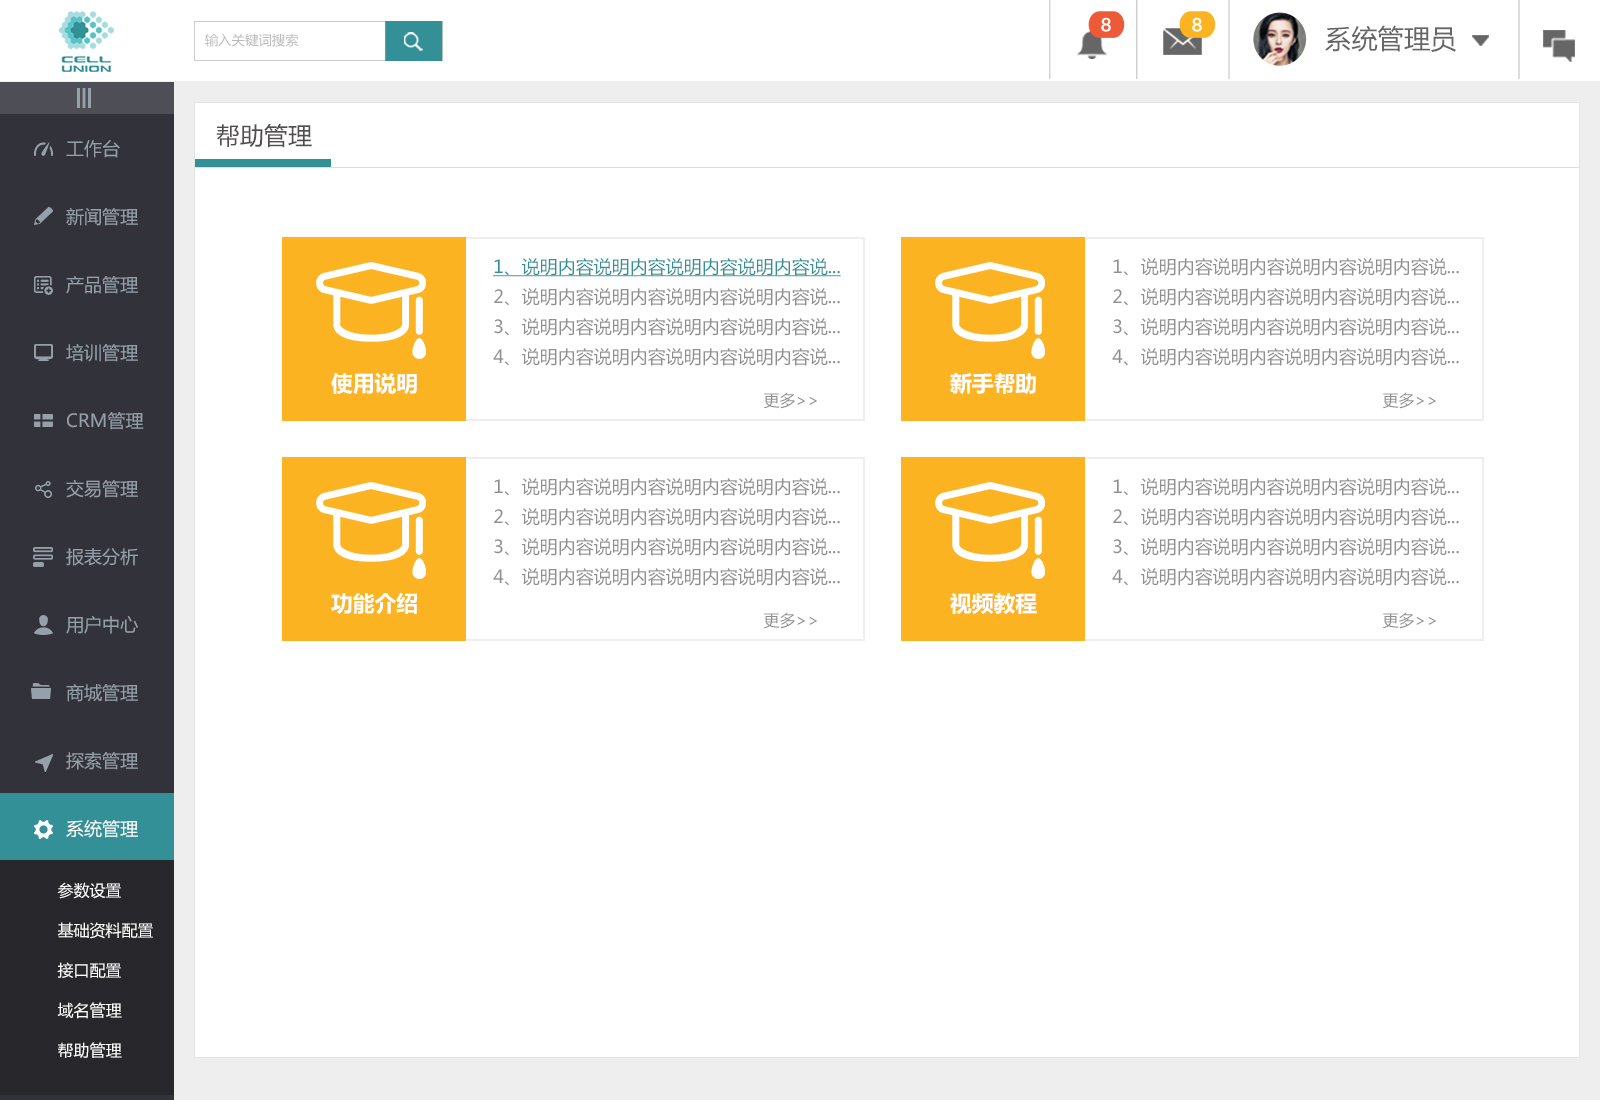 CELL
UNION
输入关键词搜索
8
8
系统管理员
工作台
新闻管理
产品管理
培训管理
CRM管理
交易管理
报表分析
用户中心
商城管理
探索管理
系统管理
参数设置
基础资料配置
接口配置
域名管理
帮助管理
帮助管理
使用说明
1、说明内容说明内容说明内容说明内容说...
2、说明内容说明内容说明内容说明内容说...
3、说明内容说明内容说明内容说明内容说...
4、说明内容说明内容说明内容说明内容说...
更多>>
新手帮助
1、说明内容说明内容说明内容说明内容说...
2、说明内容说明内容说明内容说明内容说...
3、说明内容说明内容说明内容说明内容说...
4、说明内容说明内容说明内容说明内容说...
更多>>
功能介绍
1、说明内容说明内容说明内容说明内容说...
2、说明内容说明内容说明内容说明内容说...
3、说明内容说明内容说明内容说明内容说...
4、说明内容说明内容说明内容说明内容说...
更多>>
视频教程
1、说明内容说明内容说明内容说明内容说...
2、说明内容说明内容说明内容说明内容说...
3、说明内容说明内容说明内容说明内容说...
4、说明内容说明内容说明内容说明内容说...
更多>>